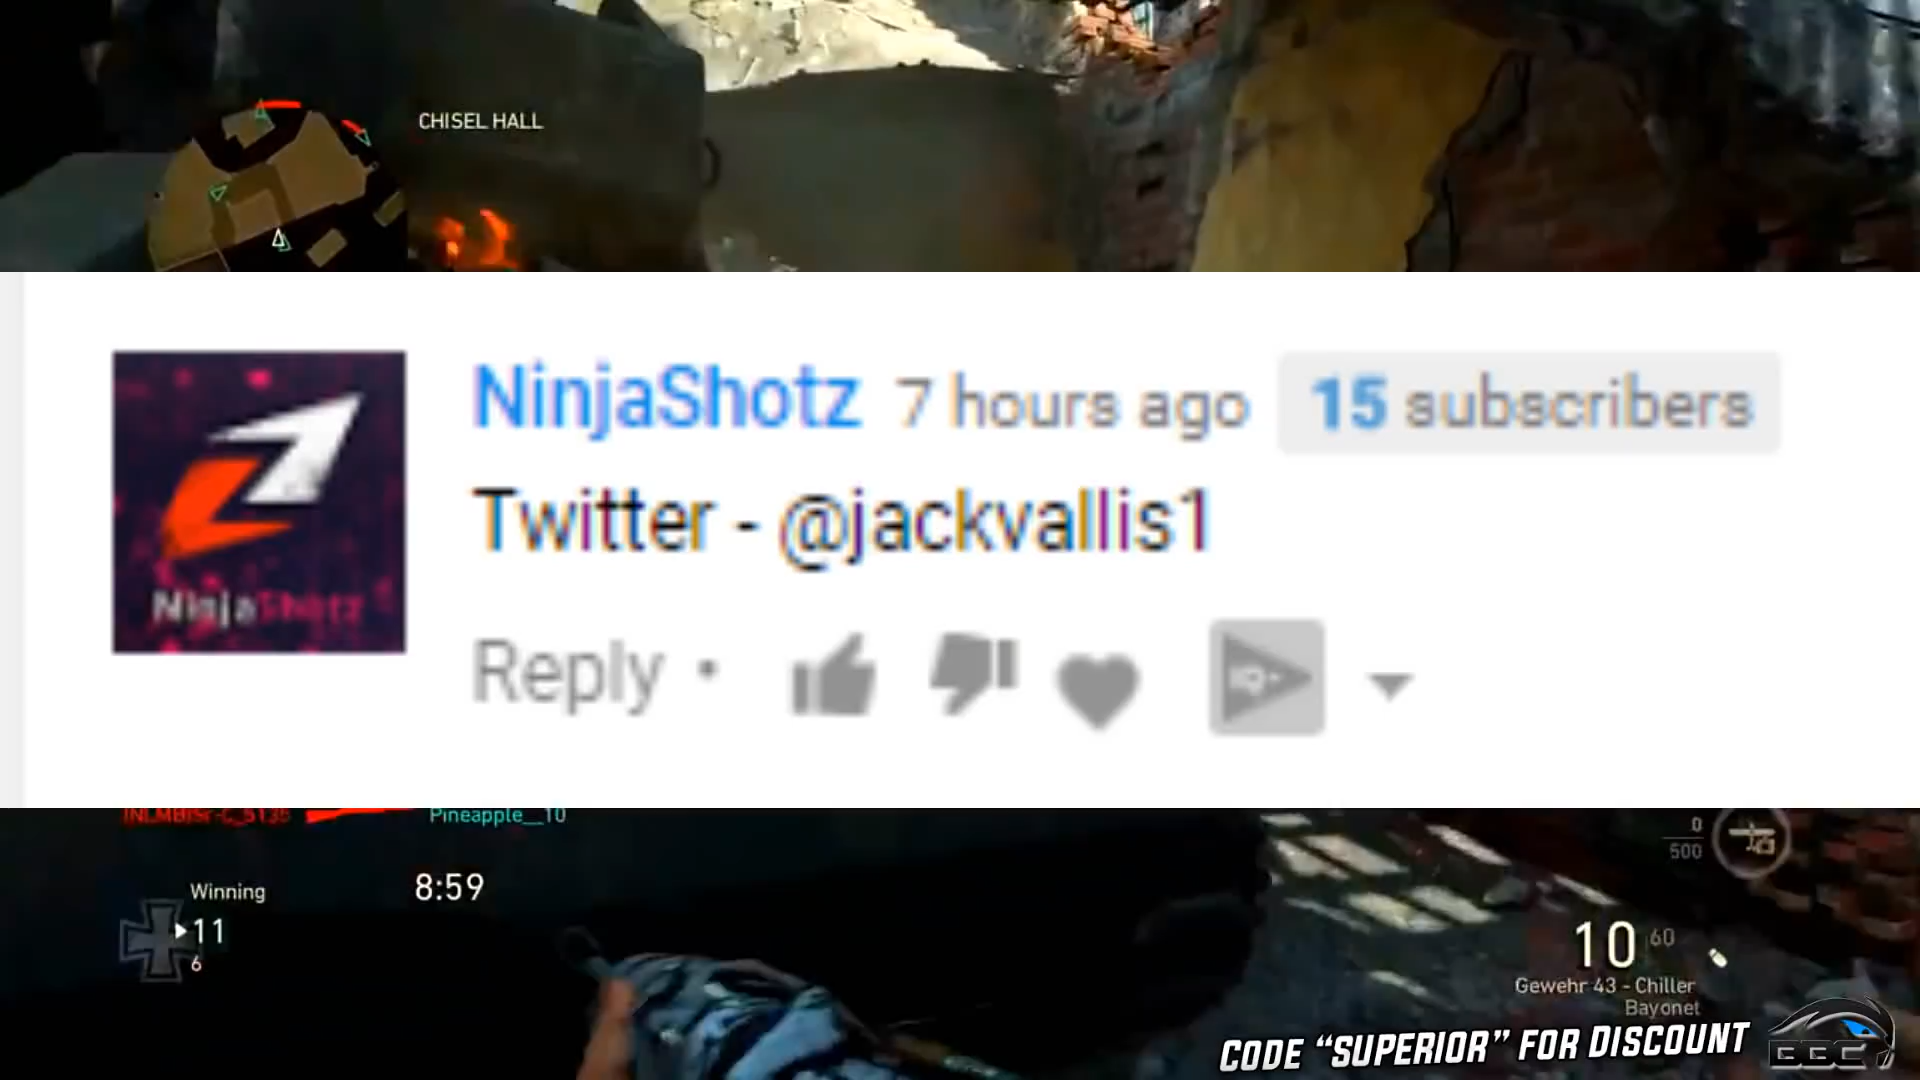 CHISEL HALL
NinjaShotz 7 hours ago 15 subscribers
Twitter - @jackvallis1
NinjaShotz
Reply •
Pineapple__10
0
500
Winning
8:59
11
6
10 60
Gewehr 43 - Chiller
Bayonet
CODE “SUPERIOR” FOR DISCOUNT